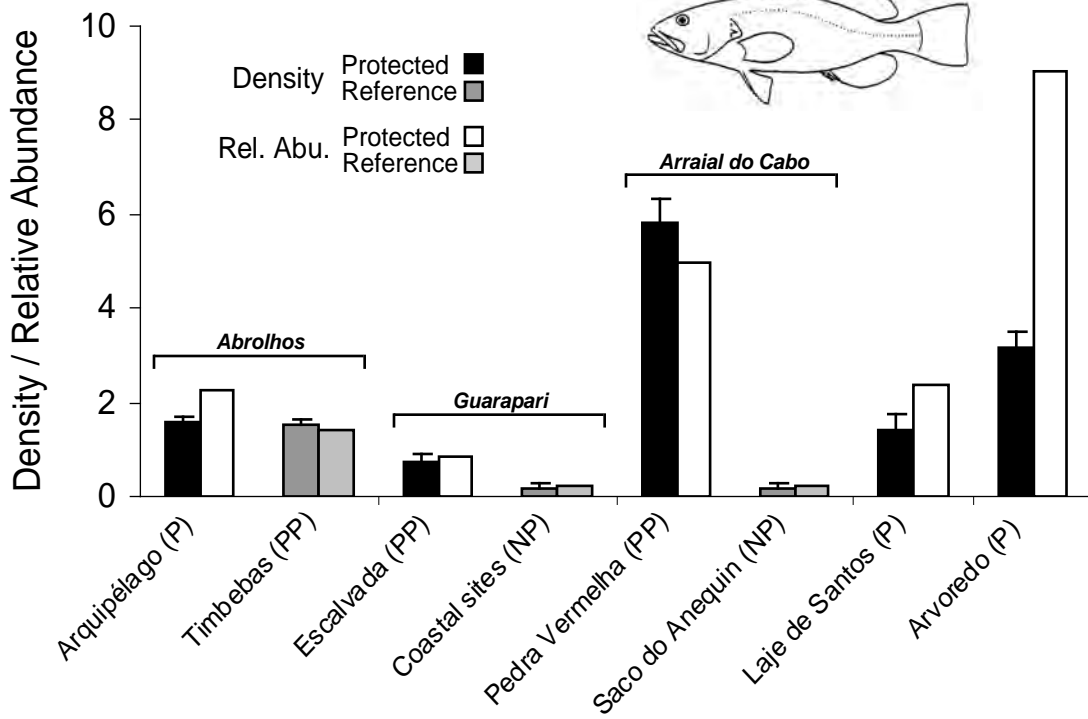 10
8
6
4
2
0
Density / Relative Abundance
Density Protected
Reference
Rel. Abu. Protected
Reference
Abrolhos
Guarapari
Arraial do Cabo
Arquipélago (P)
Timbebas (PP)
Escalvada (PP)
Coastal sites (NP)
Pedra Vermelha (PP)
Saco do Anequin (NP)
Laje de Santos (P)
Arvoredo (P)